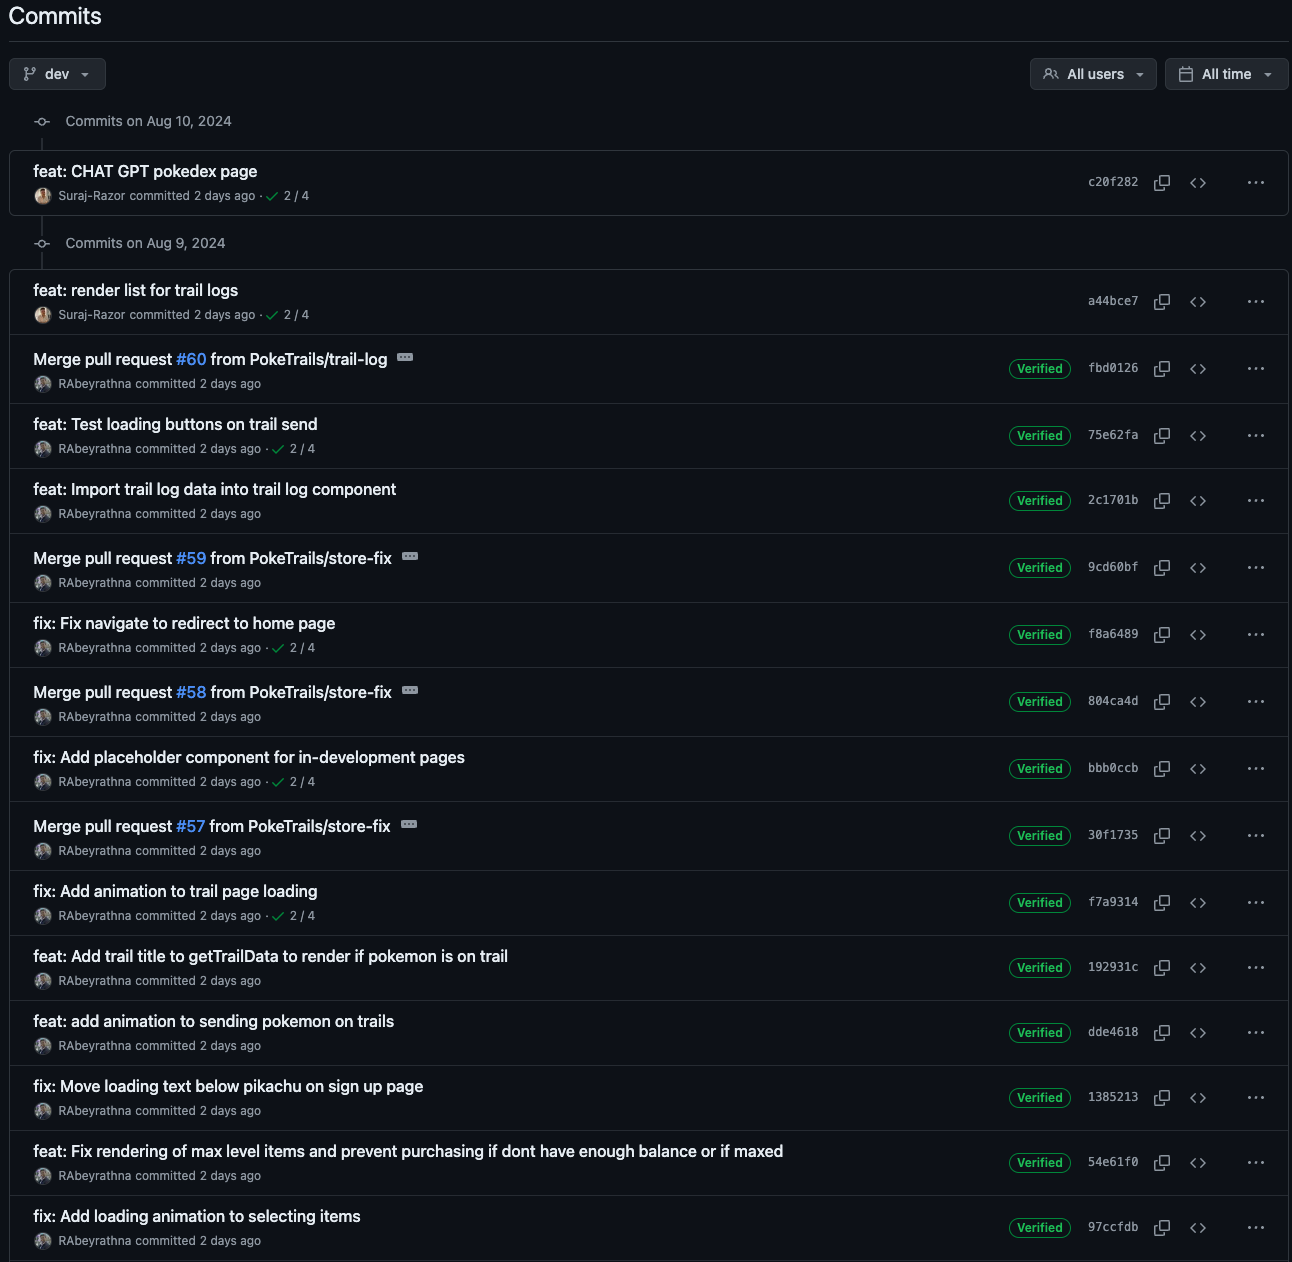 Commits
dev
All users
All time
Commits on Aug 10, 2024
feat: CHAT GPT pokedex page
c20f282
Suraj-Razor committed 2 days ago · 2 / 4
Commits on Aug 9, 2024
feat: render list for trail logs
a44bce7
Suraj-Razor committed 2 days ago · 2 / 4
Merge pull request #60 from PokeTrails/trail-log
Verified fbd0126
RAbeyrathna committed 2 days ago
feat: Test loading buttons on trail send
Verified 75e62fa
RAbeyrathna committed 2 days ago · 2 / 4
feat: Import trail log data into trail log component
Verified 2c1701b
RAbeyrathna committed 2 days ago
Merge pull request #59 from PokeTrails/store-fix
Verified 9cd60bf
RAbeyrathna committed 2 days ago
fix: Fix navigate to redirect to home page
Verified f8a6489
RAbeyrathna committed 2 days ago · 2 / 4
Merge pull request #58 from PokeTrails/store-fix
Verified 804ca4d
RAbeyrathna committed 2 days ago
fix: Add placeholder component for in-development pages
Verified bbb0ccb
RAbeyrathna committed 2 days ago · 2 / 4
Merge pull request #57 from PokeTrails/store-fix
Verified 30f1735
RAbeyrathna committed 2 days ago
fix: Add animation to trail page loading
Verified f7a9314
RAbeyrathna committed 2 days ago · 2 / 4
feat: Add trail title to getTrailData to render if pokemon is on trail
Verified 192931c
RAbeyrathna committed 2 days ago
feat: add animation to sending pokemon on trails
Verified dde4618
RAbeyrathna committed 2 days ago
fix: Move loading text below pikachu on sign up page
Verified 1385213
RAbeyrathna committed 2 days ago
feat: Fix rendering of max level items and prevent purchasing if dont have enough balance or if maxed
Verified 54e61f0
RAbeyrathna committed 2 days ago
fix: Add loading animation to selecting items
Verified 97ccfdb
RAbeyrathna committed 2 days ago